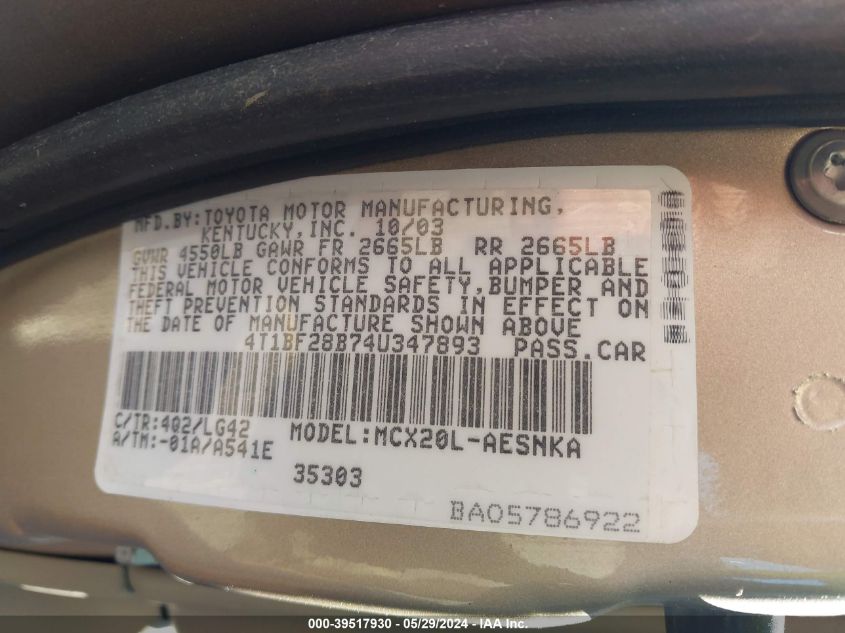 MFD.BY:TOYOTA MOTOR MANUFACTURING,
KENTUCKY,INC. 10/03
GVWR 4550LB GAWR FR 2665LB RR 2665LB
THIS VEHICLE CONFORMS TO ALL APPLICABLE
FEDERAL MOTOR VEHICLE SAFETY,BUMPER AND
THEFT PREVENTION STANDARDS IN EFFECT ON
THE DATE OF MANUFACTURE SHOWN ABOVE
4T1BF28B74U347893 PASS.CAR
C/TR:4Q2/LG42
A/TM:-01A/A541E
MODEL:MCX20L-AESNKA
35303
BA05786922
000-39517930 - 05/29/2024 - IAA Inc.